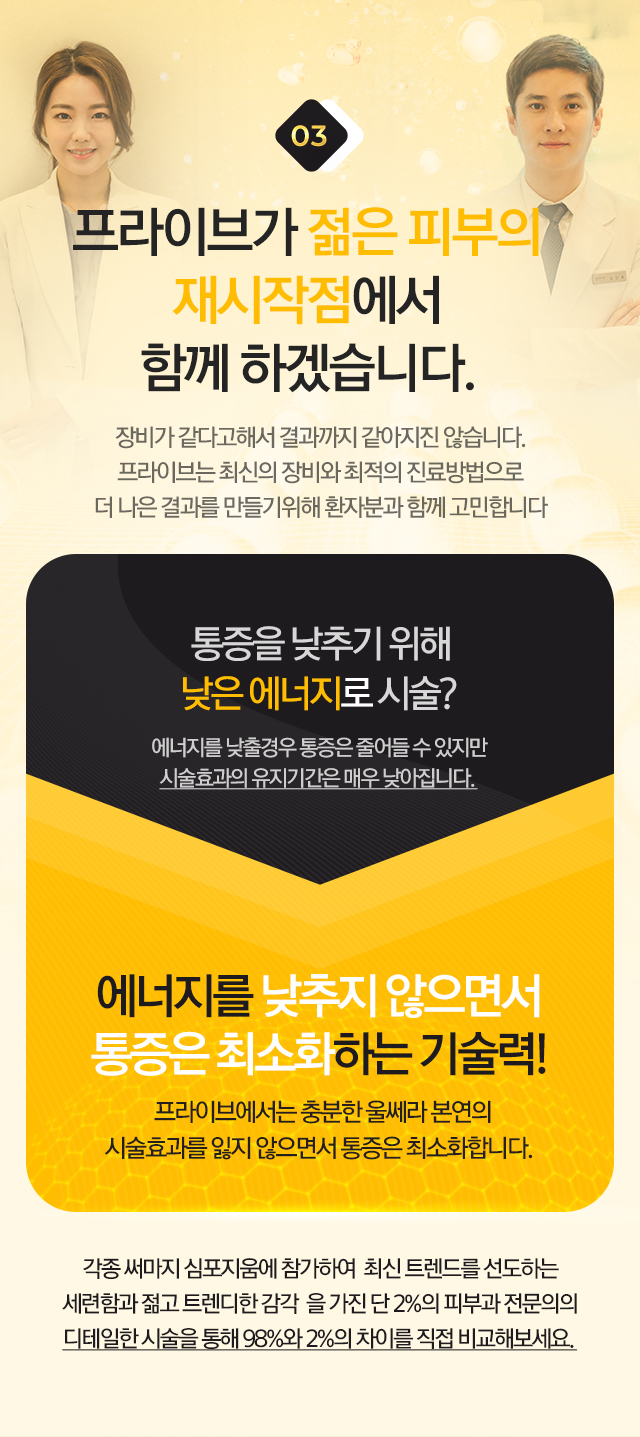 03
프라이브가 젊은 피부의
재시작점에서
함께 하겠습니다.
장비가 같다고해서 결과까지 같아지진 않습니다.
프라이브는 최신의 장비와 최적의 진료방법으로
더 나은 결과를 만들기위해 환자분과 함께 고민합니다
통증을 낮추기 위해
낮은 에너지로 시술?
에너지를 낮출경우 통증은 줄어들 수 있지만
시술효과의 유지기간은 매우 낮아집니다.
에너지를 낮추지 않으면서
통증은 최소화하는 기술력!
프라이브에서는 충분한 울쎄라 본연의
시술효과를 잃지 않으면서 통증은 최소화합니다.
각종 써마지 심포지움에 참가하여 최신 트렌드를 선도하는
세련함과 젊고 트렌디한 감각 을 가진 단 2%의 피부과 전문의의
디테일한 시술을 통해 98%와 2%의 차이를 직접 비교해보세요.